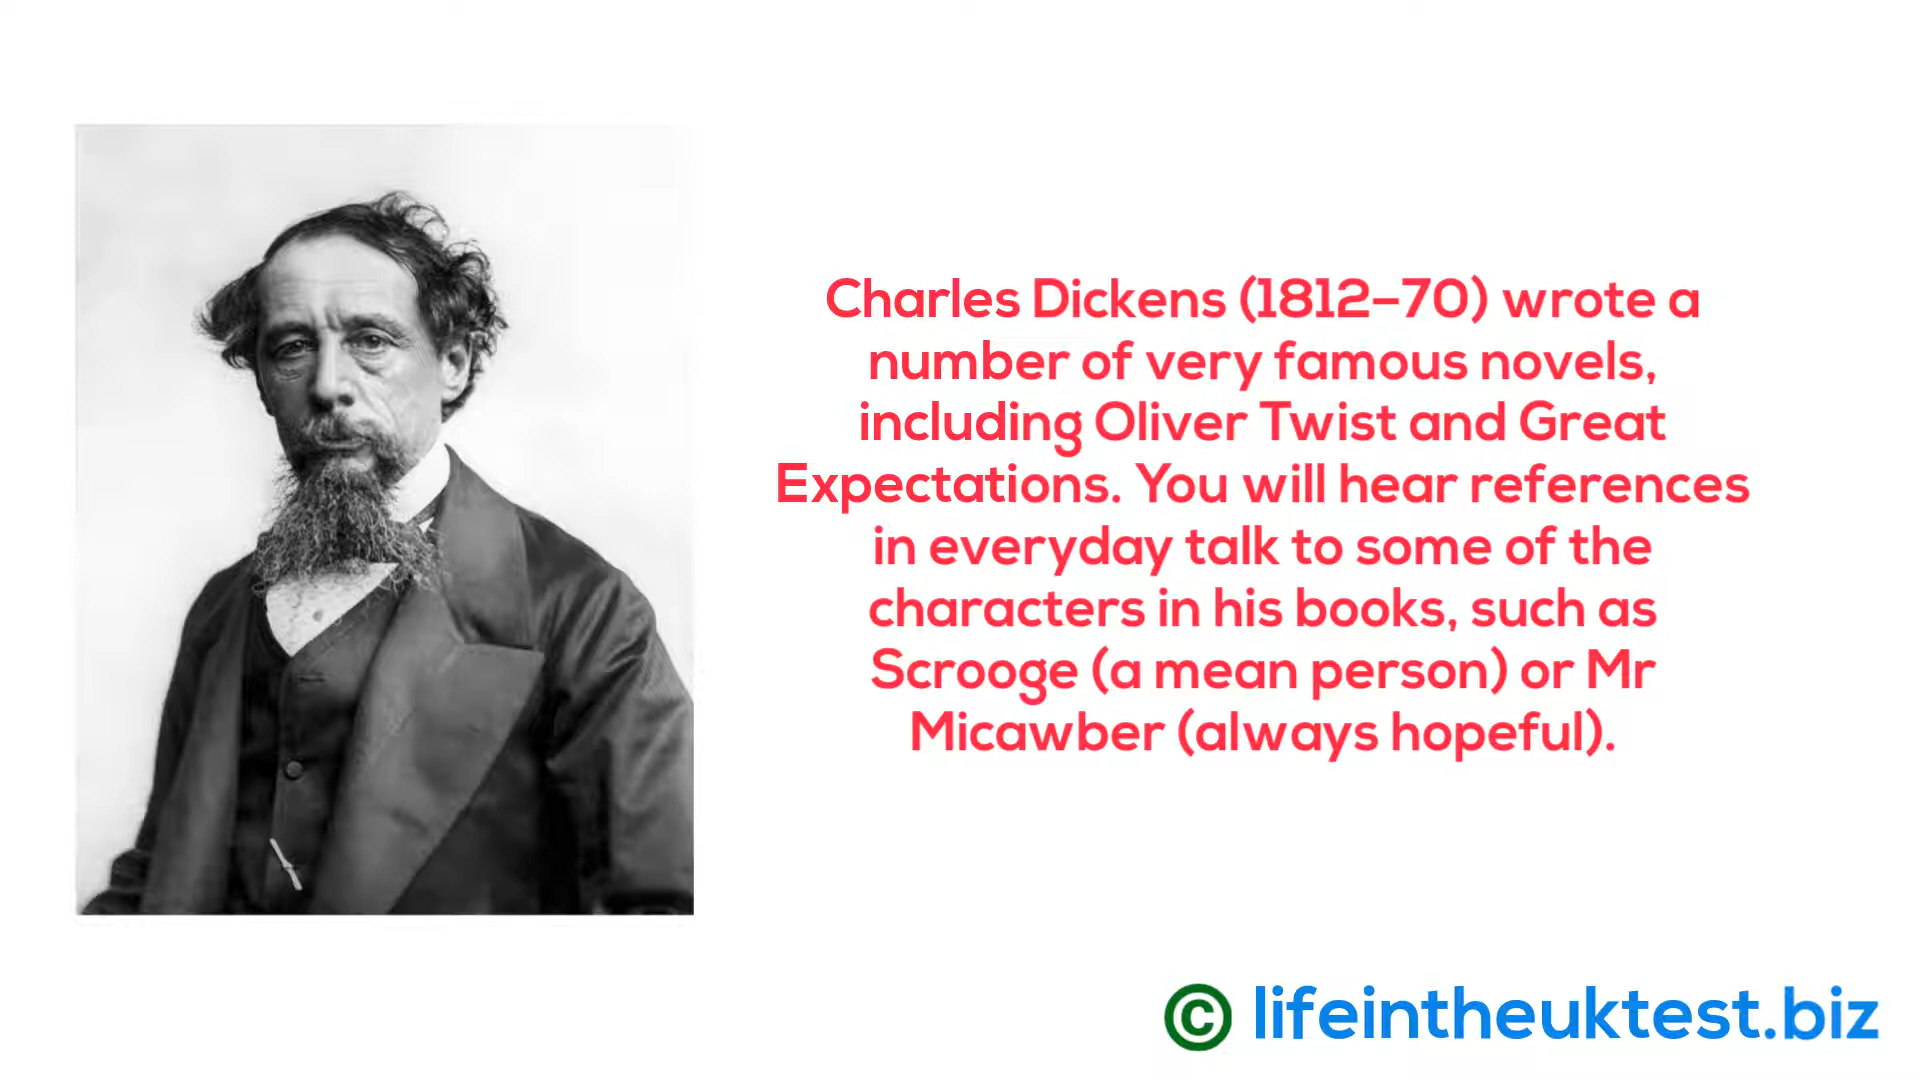 Charles Dickens (1812–70) wrote a
number of very famous novels,
including Oliver Twist and Great
Expectations. You will hear references
in everyday talk to some of the
characters in his books, such as
Scrooge (a mean person) or Mr
Micawber (always hopeful).
© lifeintheuktest.biz